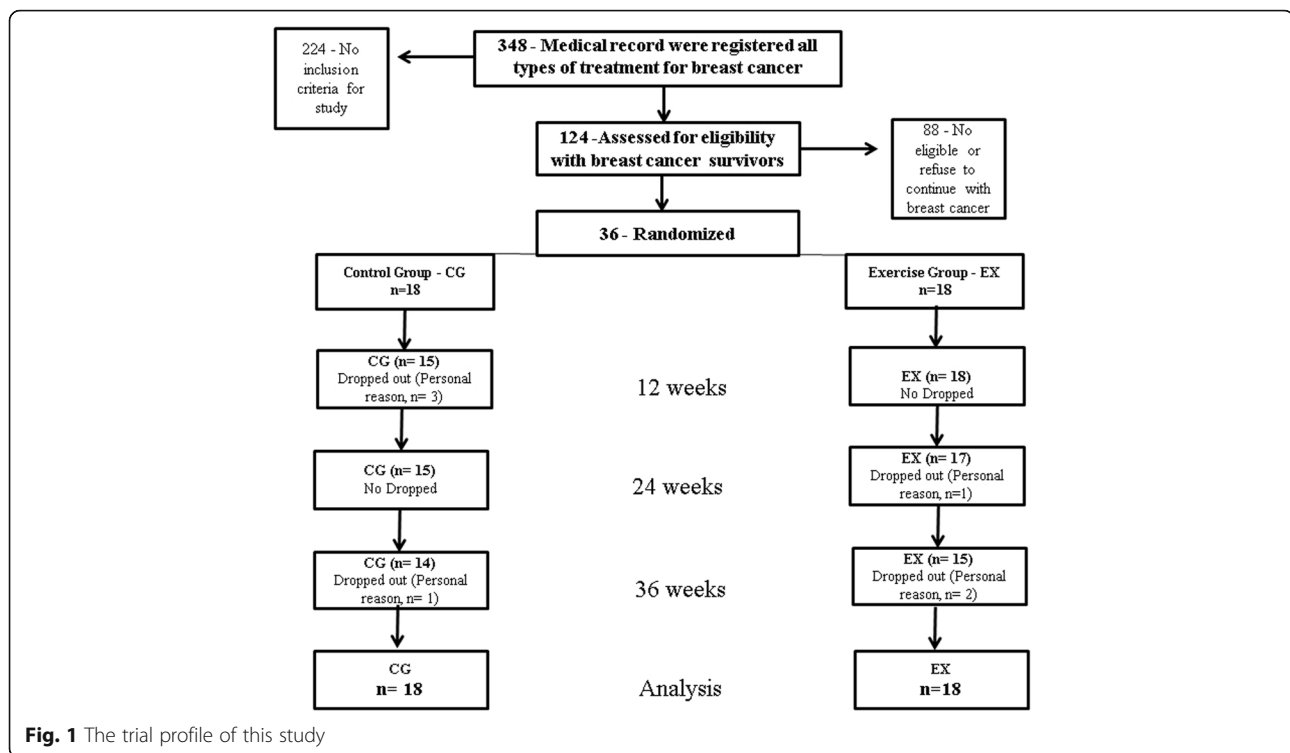 348 - Medical record were registered all
types of treatment for breast cancer
224 - No
inclusion
criteria for
study
124 -Assessed for eligibility
with breast cancer survivors
88 - No
eligible or
refuse to
continue with
breast cancer
36 - Randomized
Control Group - CG
n=18
Exercise Group - EX
n=18
CG (n= 15)
Dropped out (Personal
reason, n= 3)
12 weeks
EX (n= 18)
No Dropped
CG (n= 15)
No Dropped
24 weeks
EX (n= 17)
Dropped out (Personal
reason, n=1)
CG (n= 14)
Dropped out (Personal
reason, n= 1)
36 weeks
EX (n= 15)
Dropped out (Personal
reason, n= 2)
CG
n= 18
Analysis
EX
n=18
Fig. 1 The trial profile of this study